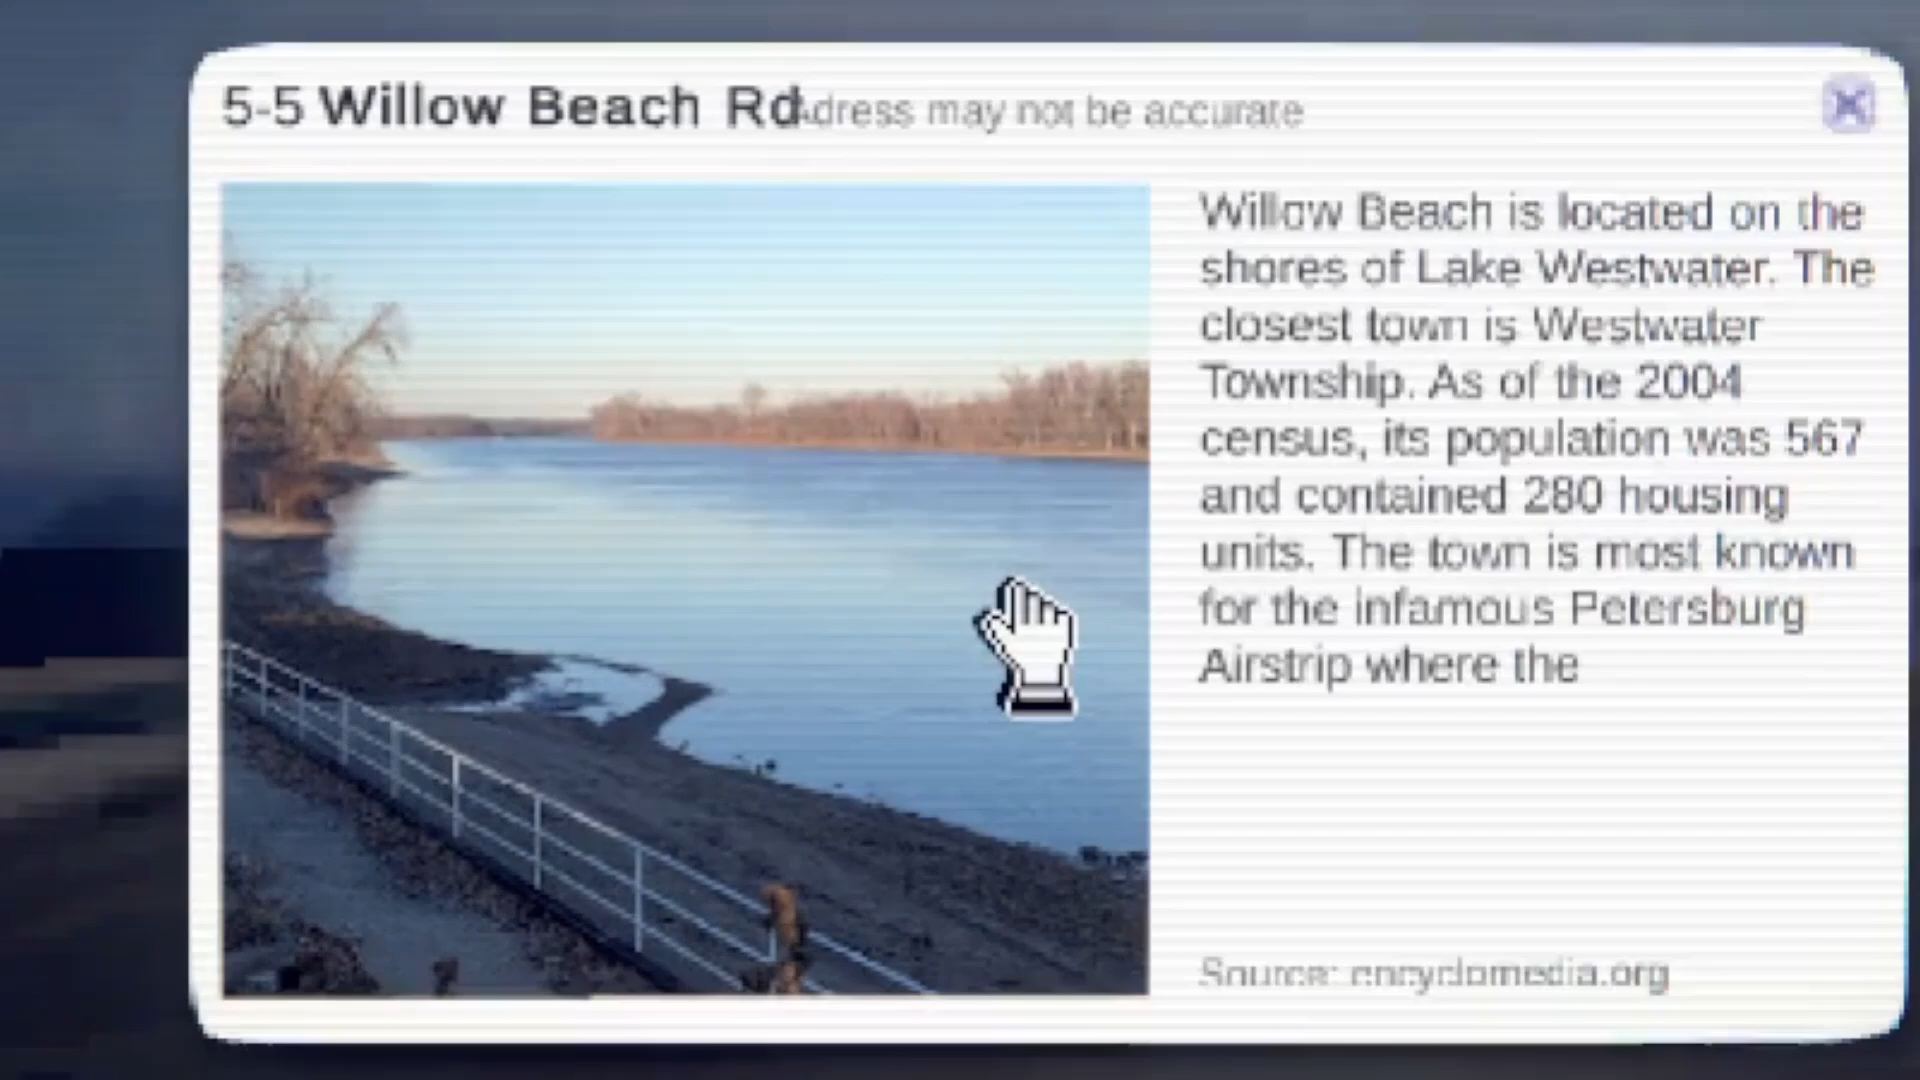 5-5 Willow Beach Rd
Adress may not be accurate
Willow Beach is located on the
shores of Lake Westwater. The
closest town is Westwater
Township. As of the 2004
census, its population was 567
and contained 280 housing
units. The town is most known
for the infamous Petersburg
Airstrip where the
Source: encyclomedia.org